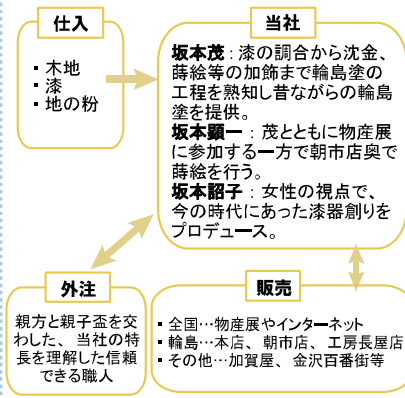 仕入
・木地
・漆
・地の粉
当社
坂本茂：漆の調合から沈金、
蒔絵等の加飾まで輪島塗の
工程を熟知し昔ながらの輪島
塗を提供。
坂本顕一：茂とともに物産展
に参加する一方で朝市店奥で
蒔絵を行う。
坂本詔子：女性の視点で、
今の時代にあった漆器創りを
プロデュース。
外注
親方と親子盃を交
わした、当社の特
長を理解した信頼
できる職人
販売
・全国…物産展やインターネット
・輪島…本店、朝市店、工房長屋店
・その他…加賀屋、金沢百番街等